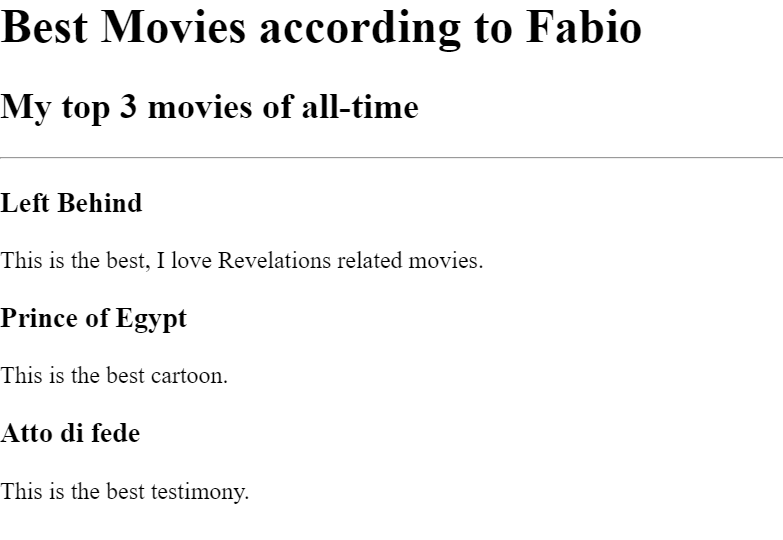 Best Movies according to Fabio
My top 3 movies of all-time
Left Behind
This is the best, I love Revelations related movies.
Prince of Egypt
This is the best cartoon.
Atto di fede
This is the best testimony.